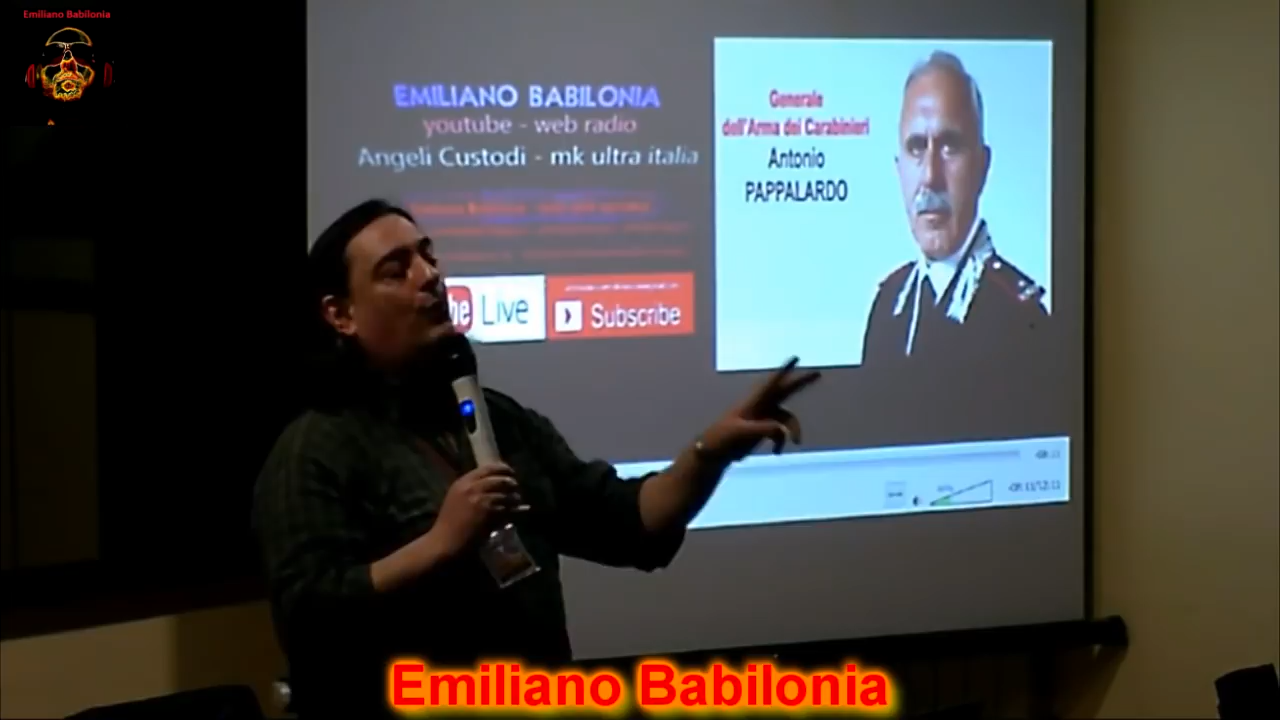 Emiliano Babilonia
EMILIANO BABILONIA
youtube - web radio
Angeli Custodi - mk ultra italia
Live
Subscribe
Generale
dell'Arma dei Carabinieri
Antonio
PAPPALARDO
Emiliano Babilonia